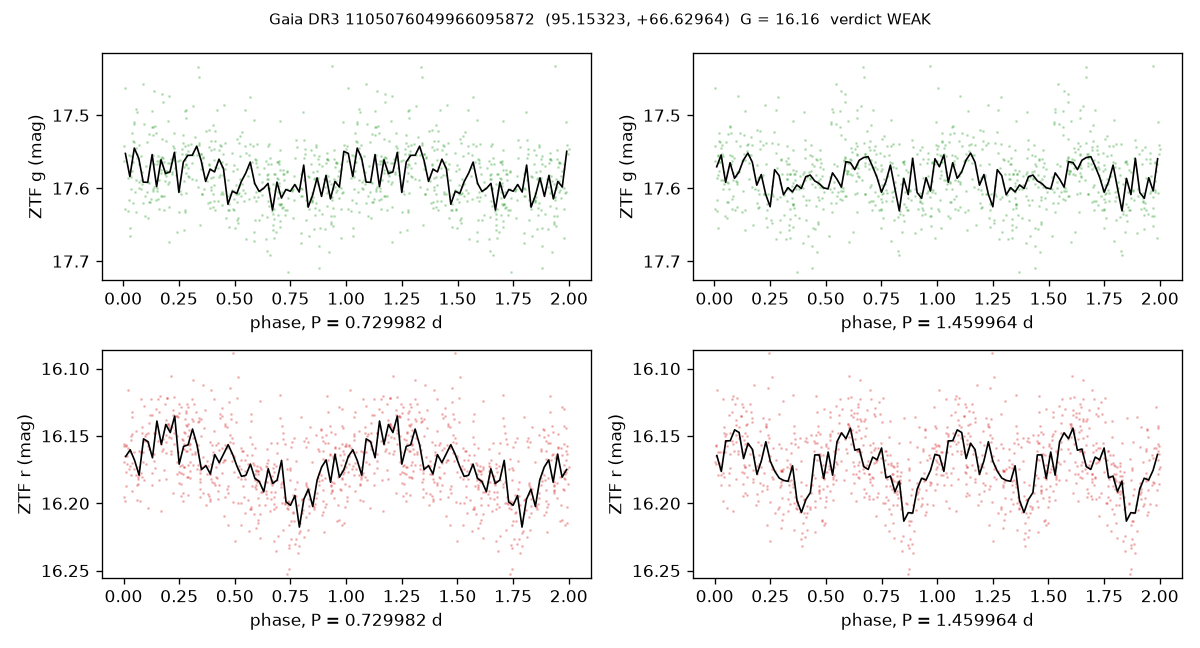 Gaia DR3 1105076049966095872 (95.15323, +66.62964) G = 16.16 verdict WEAK
ZTF g (mag)
17.5
17.6
17.7
0.00 0.25 0.50 0.75 1.00 1.25 1.50 1.75 2.00
phase, P = 0.729982 d
ZTF g (mag)
17.5
17.6
17.7
0.00 0.25 0.50 0.75 1.00 1.25 1.50 1.75 2.00
phase, P = 1.459964 d
ZTF r (mag)
16.10
16.15
16.20
16.25
0.00 0.25 0.50 0.75 1.00 1.25 1.50 1.75 2.00
phase, P = 0.729982 d
ZTF r (mag)
16.10
16.15
16.20
16.25
0.00 0.25 0.50 0.75 1.00 1.25 1.50 1.75 2.00
phase, P = 1.459964 d